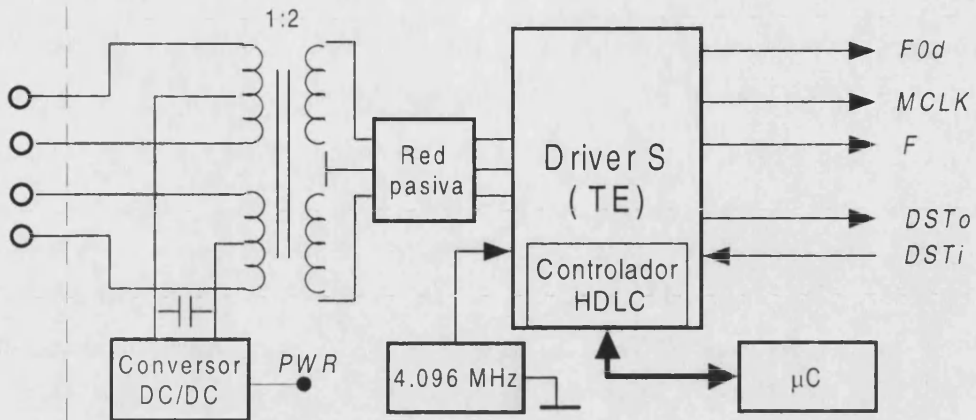 1:2
F0d
MCLK
F
Red
pasiva
Driver S
( TE )
DSTo
DSTi
Controlador
HDLC
Conversor
DC/DC
PWR
4.096 MHz
µC